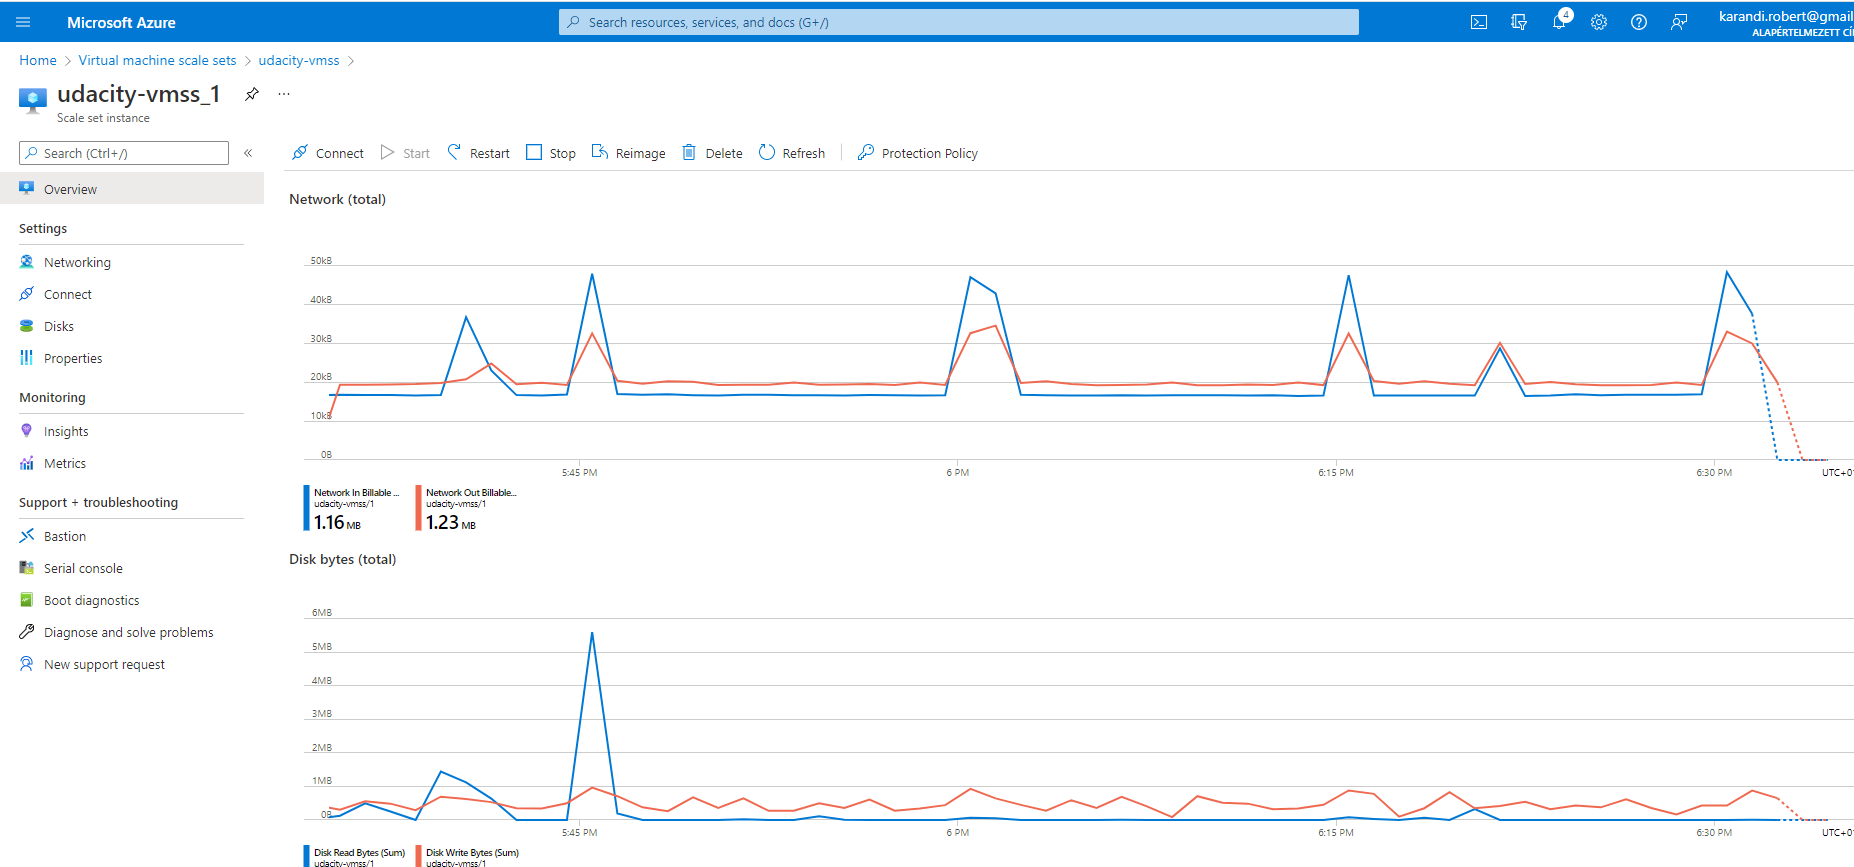 Microsoft Azure
Search resources, services, and docs (G+/)
4
karandi.robert@gmail
ALAPÉRTELMEZETT CÍ
Home > Virtual machine scale sets > udacity-vmss >
udacity-vmss_1
Scale set instance
Search (Ctrl+/)
Connect Start Restart Stop Reimage Delete Refresh Protection Policy
Overview
Settings
Networking
Connect
Disks
Properties
Monitoring
Insights
Metrics
Support + troubleshooting
Bastion
Serial console
Boot diagnostics
Diagnose and solve problems
New support request
Network (total)
50kB
40kB
30kB
20kB
10kB
0B
5:45 PM 6 PM 6:15 PM 6:30 PM UTC+01
Network In Billable ... Network Out Billable...
udacity-vmss/1 udacity-vmss/1
1.16 MB 1.23 MB
Disk bytes (total)
6MB
5MB
4MB
3MB
2MB
1MB
0B
5:45 PM 6 PM 6:15 PM 6:30 PM UTC+01
Disk Read Bytes (Sum) Disk Write Bytes (Sum)
udacity-vmss/1 udacity-vmss/1